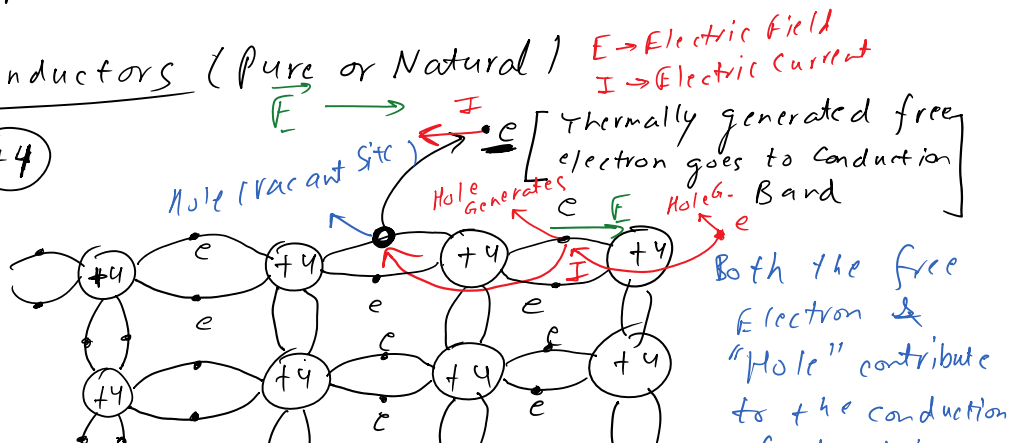 nductors (Pure or Natural)
E → Electric Field
I → Electric Current
E →
I
e
[Thermally generated free
electron goes to conduction
Band]
+4
Hole (vacant site)
Hole
Generates
e
E
Hole G.
e
+4 e +4 +4 I +4
e e e
Both the free
Electron &
"Hole" contribute
to the conduction
+4 +4 e +4 e +4
e e